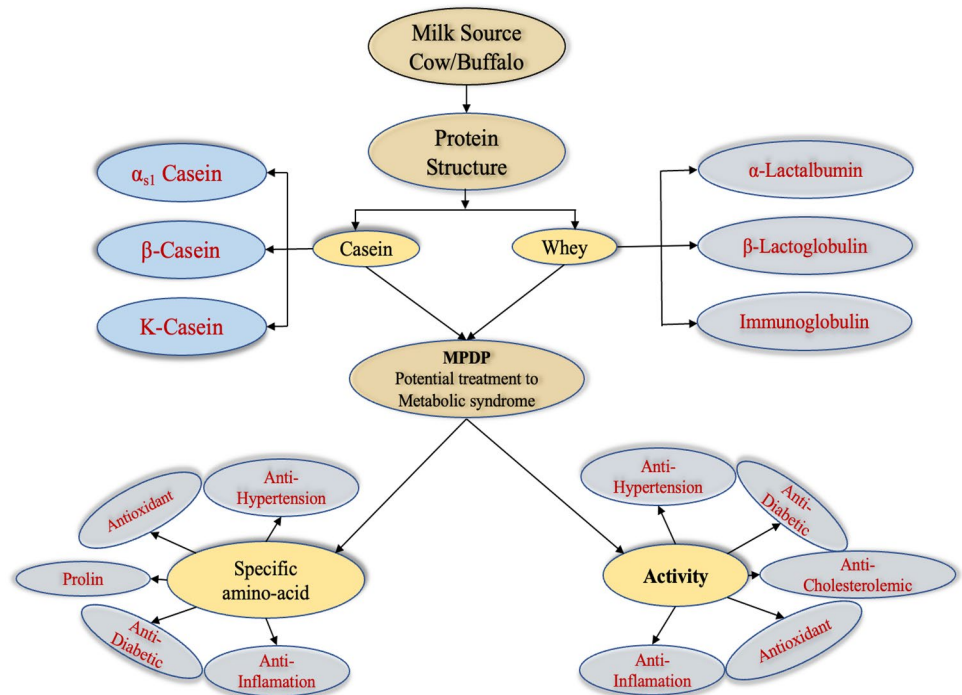 Milk Source
Cow/Buffalo
Protein
Structure
αs1 Casein
α-Lactalbumin
β-Casein
Casein
Whey
β-Lactoglobulin
K-Casein
Immunoglobulin
MPDP
Potential treatment to
Metabolic syndrome
Antioxidant
Anti-
Hypertension
Prolin
Specific
amino-acid
Anti-
Diabetic
Anti-
Inflamation
Anti-
Hypertension
Anti-
Diabetic
Activity
Anti-
Cholesterolemic
Antioxidant
Anti-
Inflamation